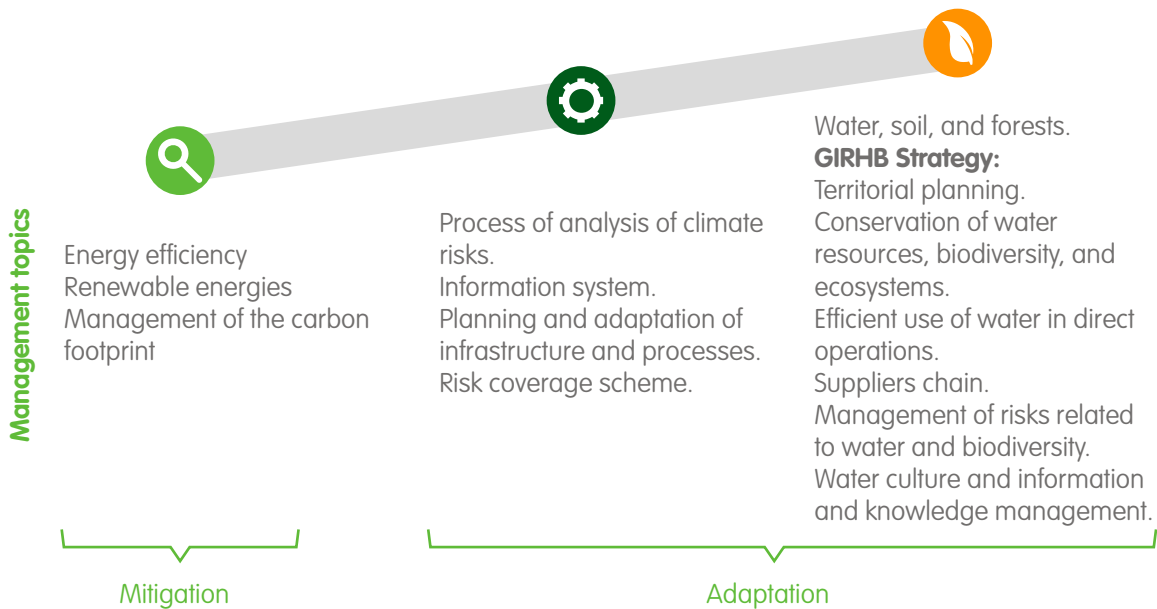 Management topics
Energy efficiency
Renewable energies
Management of the carbon
footprint
Process of analysis of climate
risks.
Information system.
Planning and adaptation of
infrastructure and processes.
Risk coverage scheme.
Water, soil, and forests.
GIRHB Strategy:
Territorial planning.
Conservation of water
resources, biodiversity, and
ecosystems.
Efficient use of water in direct
operations.
Suppliers chain.
Management of risks related
to water and biodiversity.
Water culture and information
and knowledge management.
Mitigation
Adaptation